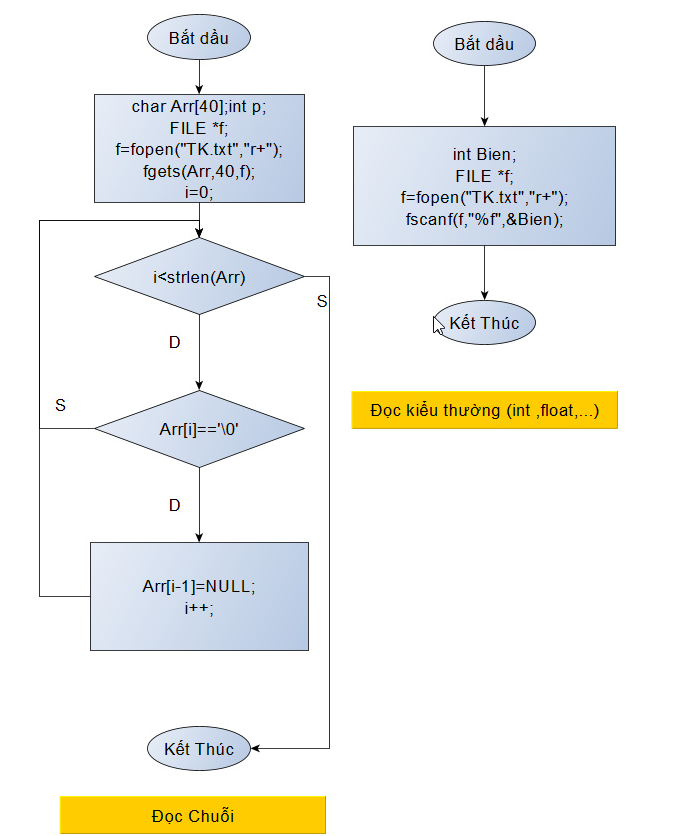 Bắt dầu
char Arr[40];int p;
FILE *f;
f=fopen("TK.txt","r+");
fgets(Arr,40,f);
i=0;
i<strlen(Arr)
S
D
S
Arr[i]=='\0'
D
Arr[i-1]=NULL;
i++;
Kết Thúc
Đọc Chuỗi
Bắt dầu
int Bien;
FILE *f;
f=fopen("TK.txt","r+");
fscanf(f,"%f",&Bien);
Kết Thúc
Đọc kiểu thường (int ,float,...)